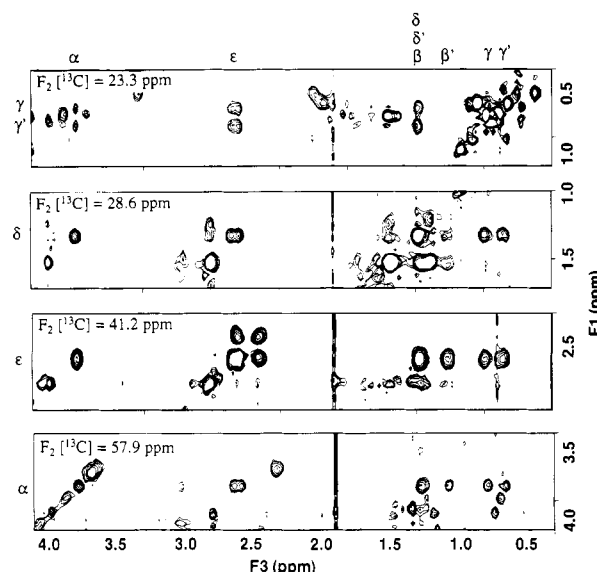 δ
δ'
α ε β β' γ γ'
F₂ [¹³C] = 23.3 ppm
γ
γ'
0.5
1.0
F₂ [¹³C] = 28.6 ppm
δ
1.0
1.5
F₂ [¹³C] = 41.2 ppm
ε
2.5
F₂ [¹³C] = 57.9 ppm
α
3.5
4.0
F1 (ppm)
4.0 3.5 3.0 2.5 2.0 1.5 1.0 0.5
F3 (ppm)